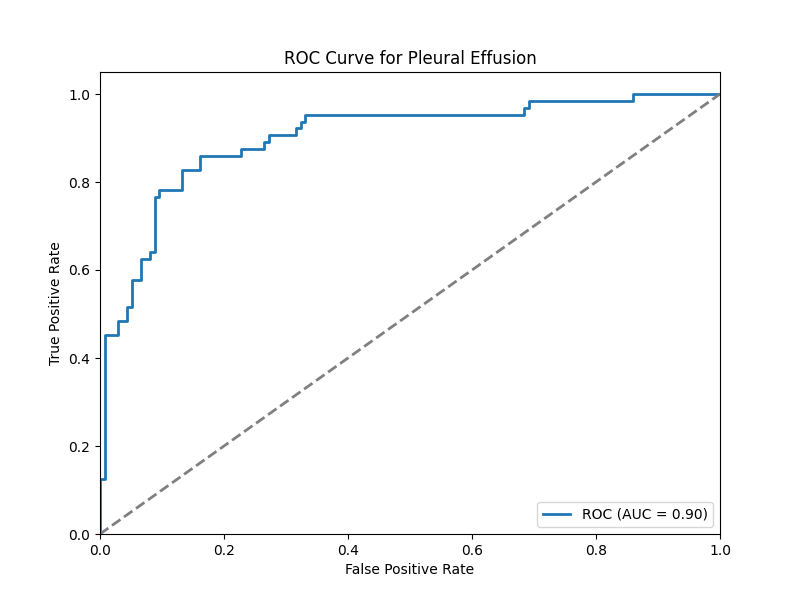 ROC Curve for Pleural Effusion
True Positive Rate
1.0
0.8
0.6
0.4
0.2
0.0
ROC (AUC = 0.90)
0.0 0.2 0.4 0.6 0.8 1.0
False Positive Rate